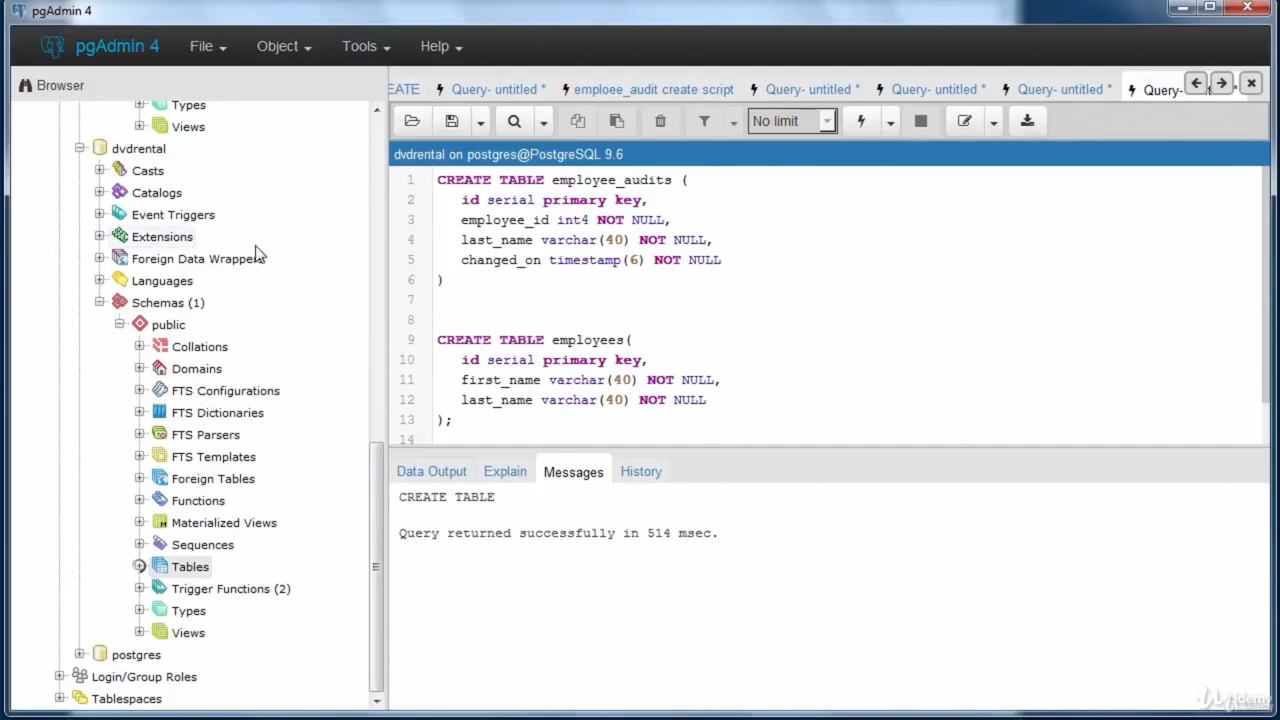 pgAdmin 4
pgAdmin 4
File
Object
Tools
Help
Browser
Types
Views
dvdrental
Casts
Catalogs
Event Triggers
Extensions
Foreign Data Wrappers
Languages
Schemas (1)
public
Collations
Domains
FTS Configurations
FTS Dictionaries
FTS Parsers
FTS Templates
Foreign Tables
Functions
Materialized Views
Sequences
Tables
Trigger Functions (2)
Types
Views
postgres
Login/Group Roles
Tablespaces
EATE
Query- untitled *
emploee_audit create script
Query- untitled *
Query- untitled *
Query- untitled *
Query-
No limit
dvdrental on postgres@PostgreSQL 9.6
1 CREATE TABLE employee_audits (
2 id serial primary key,
3 employee_id int4 NOT NULL,
4 last_name varchar(40) NOT NULL,
5 changed_on timestamp(6) NOT NULL
6 )
7
8
9 CREATE TABLE employees(
10 id serial primary key,
11 first_name varchar(40) NOT NULL,
12 last_name varchar(40) NOT NULL
13 );
14
Data Output
Explain
Messages
History
CREATE TABLE
Query returned successfully in 514 msec.